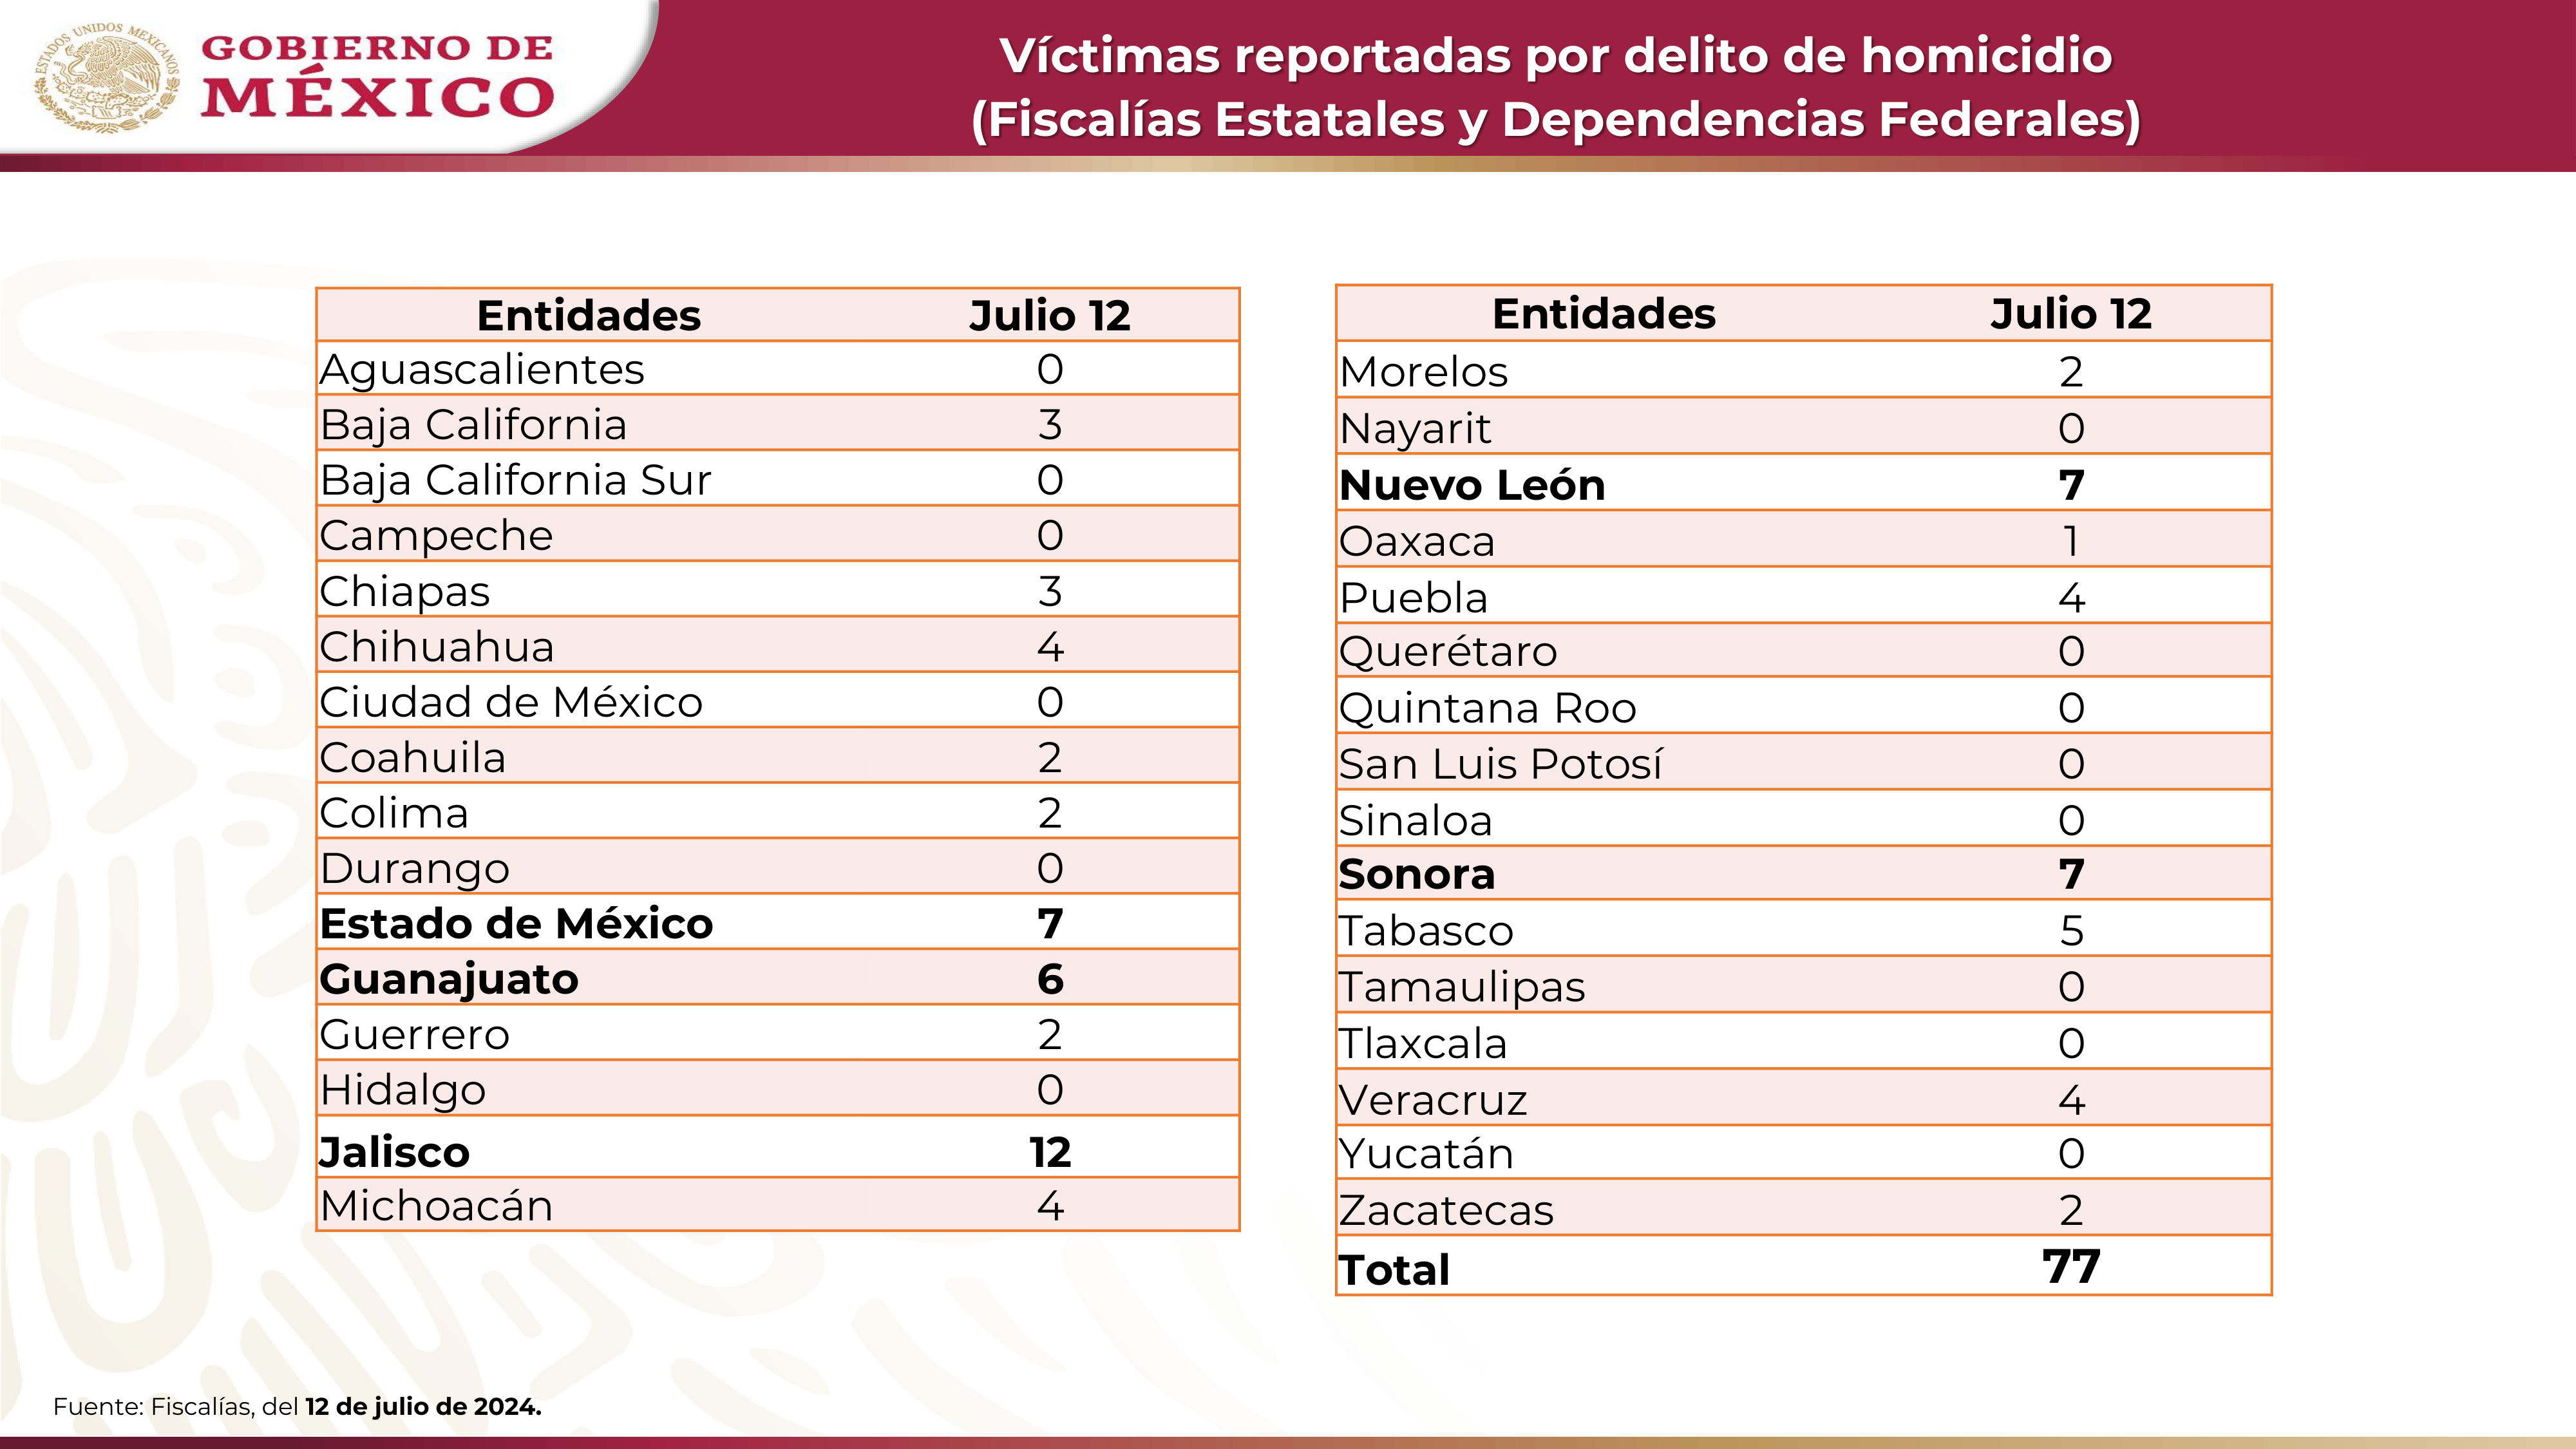 ESTADOS UNIDOS MEXICANOS
GOBIERNO DE
MÉXICO
Víctimas reportadas por delito de homicidio
(Fiscalías Estatales y Dependencias Federales)
Entidades Julio 12
Aguascalientes 0
Baja California 3
Baja California Sur 0
Campeche 0
Chiapas 3
Chihuahua 4
Ciudad de México 0
Coahuila 2
Colima 2
Durango 0
Estado de México 7
Guanajuato 6
Guerrero 2
Hidalgo 0
Jalisco 12
Michoacán 4
Entidades Julio 12
Morelos 2
Nayarit 0
Nuevo León 7
Oaxaca 1
Puebla 4
Querétaro 0
Quintana Roo 0
San Luis Potosí 0
Sinaloa 0
Sonora 7
Tabasco 5
Tamaulipas 0
Tlaxcala 0
Veracruz 4
Yucatán 0
Zacatecas 2
Total 77
Fuente: Fiscalías, del 12 de julio de 2024.